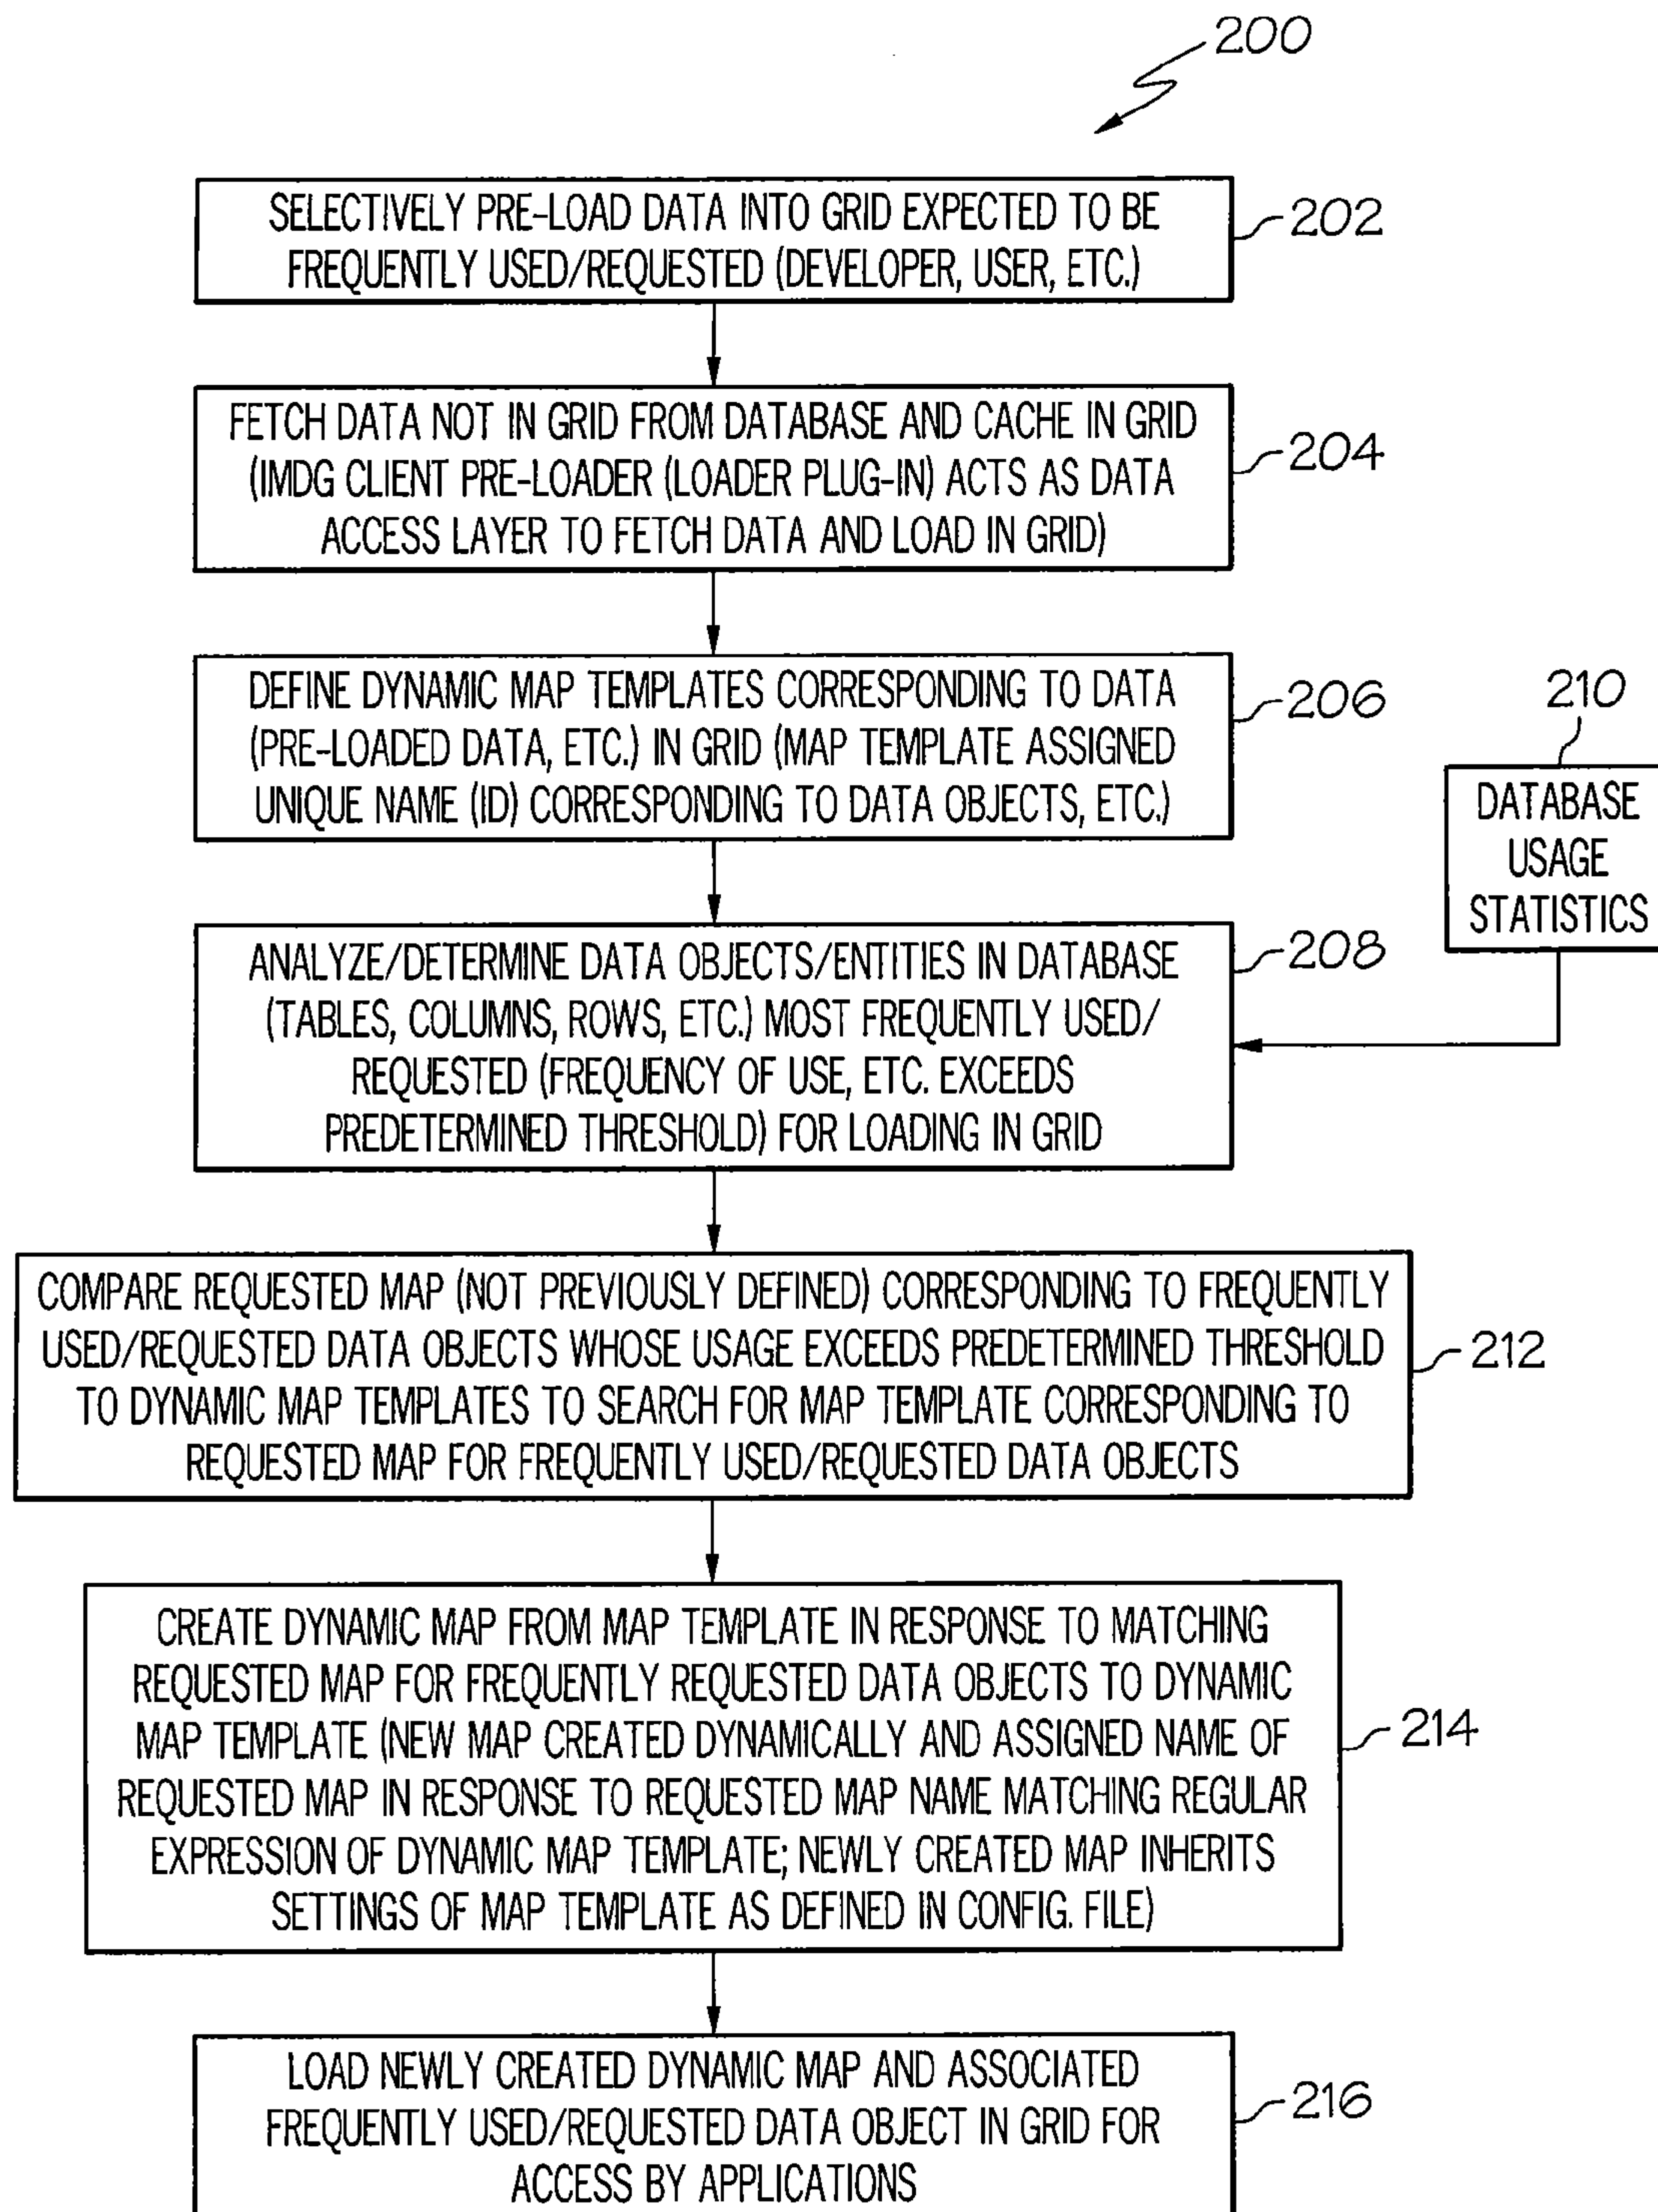 200
SELECTIVELY PRE-LOAD DATA INTO GRID EXPECTED TO BE
FREQUENTLY USED/REQUESTED (DEVELOPER, USER, ETC.)
202
FETCH DATA NOT IN GRID FROM DATABASE AND CACHE IN GRID
(IMDG CLIENT PRE-LOADER (LOADER PLUG-IN) ACTS AS DATA
ACCESS LAYER TO FETCH DATA AND LOAD IN GRID)
204
DEFINE DYNAMIC MAP TEMPLATES CORRESPONDING TO DATA
(PRE-LOADED DATA, ETC.) IN GRID (MAP TEMPLATE ASSIGNED
UNIQUE NAME (ID) CORRESPONDING TO DATA OBJECTS, ETC.)
206
210
DATABASE
USAGE
STATISTICS
ANALYZE/DETERMINE DATA OBJECTS/ENTITIES IN DATABASE
(TABLES, COLUMNS, ROWS, ETC.) MOST FREQUENTLY USED/
REQUESTED (FREQUENCY OF USE, ETC. EXCEEDS
PREDETERMINED THRESHOLD) FOR LOADING IN GRID
208
COMPARE REQUESTED MAP (NOT PREVIOUSLY DEFINED) CORRESPONDING TO FREQUENTLY
USED/REQUESTED DATA OBJECTS WHOSE USAGE EXCEEDS PREDETERMINED THRESHOLD
TO DYNAMIC MAP TEMPLATES TO SEARCH FOR MAP TEMPLATE CORRESPONDING TO
REQUESTED MAP FOR FREQUENTLY USED/REQUESTED DATA OBJECTS
212
CREATE DYNAMIC MAP FROM MAP TEMPLATE IN RESPONSE TO MATCHING
REQUESTED MAP FOR FREQUENTLY REQUESTED DATA OBJECTS TO DYNAMIC
MAP TEMPLATE (NEW MAP CREATED DYNAMICALLY AND ASSIGNED NAME OF
REQUESTED MAP IN RESPONSE TO REQUESTED MAP NAME MATCHING REGULAR
EXPRESSION OF DYNAMIC MAP TEMPLATE; NEWLY CREATED MAP INHERITS
SETTINGS OF MAP TEMPLATE AS DEFINED IN CONFIG. FILE)
214
LOAD NEWLY CREATED DYNAMIC MAP AND ASSOCIATED
FREQUENTLY USED/REQUESTED DATA OBJECT IN GRID FOR
ACCESS BY APPLICATIONS
216